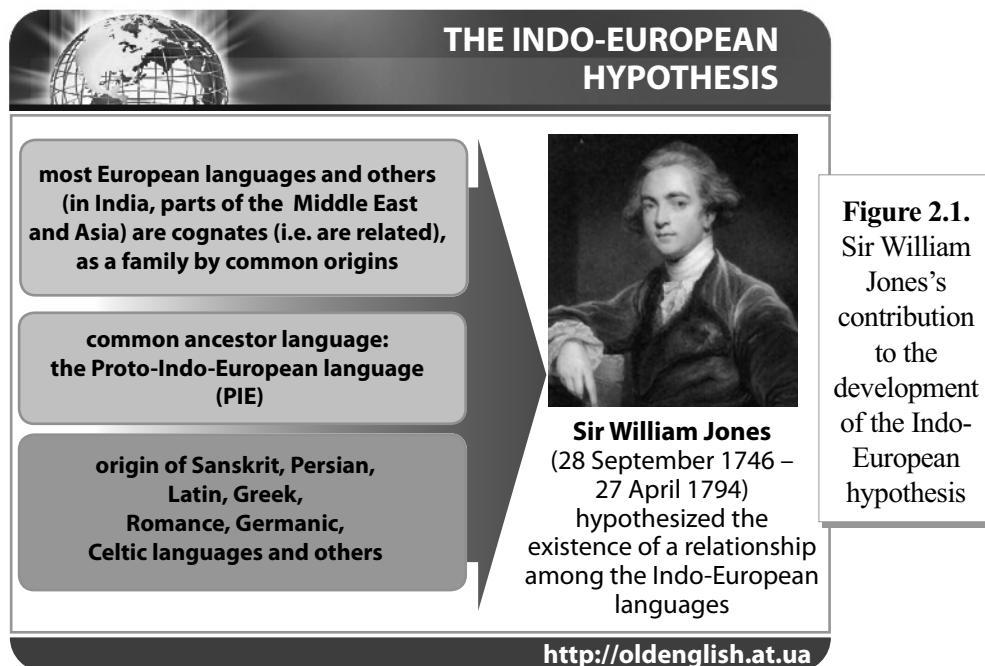 THE INDO-EUROPEAN
HYPOTHESIS
most European languages and others
(in India, parts of the Middle East
and Asia) are cognates (i.e. are related),
as a family by common origins
common ancestor language:
the Proto-Indo-European language
(PIE)
origin of Sanskrit, Persian,
Latin, Greek,
Romance, Germanic,
Celtic languages and others
Sir William Jones
(28 September 1746 –
27 April 1794)
hypothesized the
existence of a relationship
among the Indo-European
languages
http://oldenglish.at.ua
Figure 2.1.
Sir William
Jones's
contribution
to the
development
of the Indo-
European
hypothesis